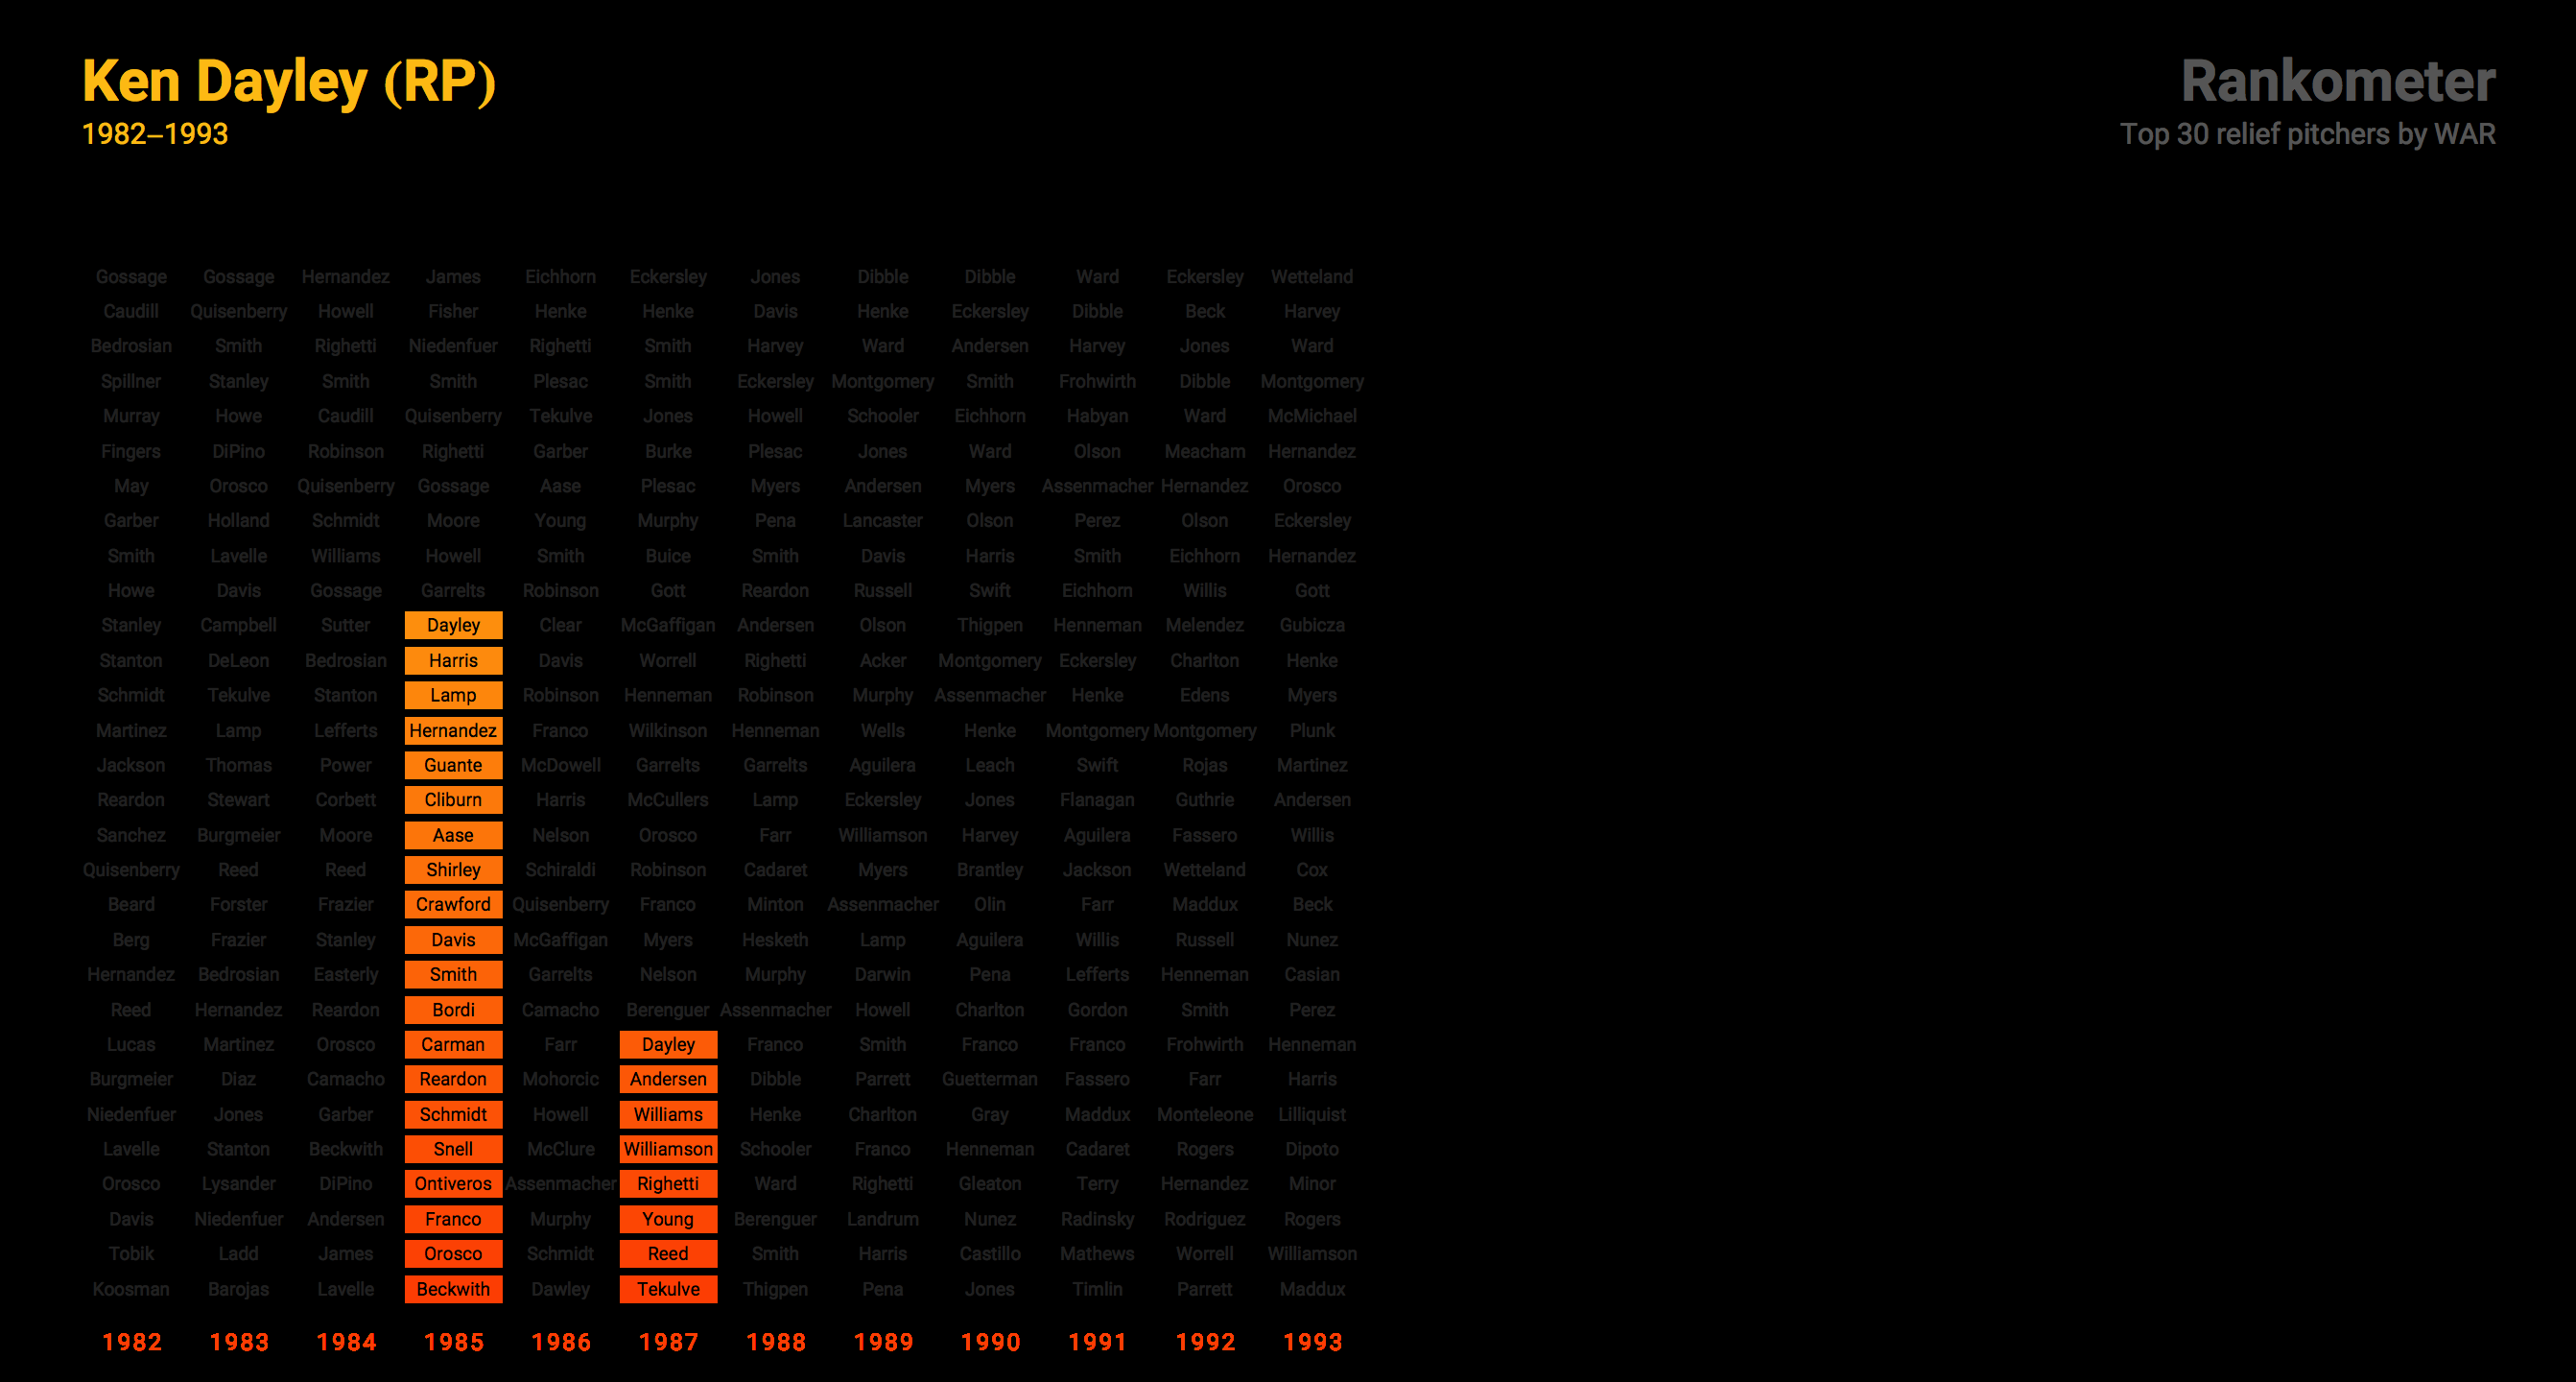 Ken Dayley (RP)
1982–1993
Rankometer
Top 30 relief pitchers by WAR
Gossage Gossage Hernandez James Eichhorn Eckersley Jones Dibble Dibble Ward Eckersley Wetteland
Caudill Quisenberry Howell Fisher Henke Henke Davis Henke Eckersley Dibble Beck Harvey
Bedrosian Smith Righetti Niedenfuer Righetti Smith Harvey Ward Andersen Harvey Jones Ward
Spillner Stanley Smith Smith Plesac Smith Eckersley Montgomery Smith Frohwirth Dibble Montgomery
Murray Howe Caudill Quisenberry Tekulve Jones Howell Schooler Eichhorn Habyan Ward McMichael
Fingers DiPino Robinson Righetti Garber Burke Plesac Jones Ward Olson Meacham Hernandez
May Orosco Quisenberry Gossage Aase Plesac Myers Andersen Myers Assenmacher Hernandez Orosco
Garber Holland Schmidt Moore Young Murphy Pena Lancaster Olson Perez Olson Eckersley
Smith Lavelle Williams Howell Smith Buice Smith Davis Harris Smith Eichhorn Hernandez
Howe Davis Gossage Garrelts Robinson Gott Reardon Russell Swift Eichhorn Willis Gott
Stanley Campbell Sutter Dayley Clear McGaffigan Andersen Olson Thigpen Henneman Melendez Gubicza
Stanton DeLeon Bedrosian Harris Davis Worrell Righetti Acker Montgomery Eckersley Charlton Henke
Schmidt Tekulve Stanton Lamp Robinson Henneman Robinson Murphy Assenmacher Henke Edens Myers
Martinez Lamp Lefferts Hernandez Franco Wilkinson Henneman Wells Henke Montgomery Montgomery Plunk
Jackson Thomas Power Guante McDowell Garrelts Garrelts Aguilera Leach Swift Rojas Martinez
Reardon Stewart Corbett Cliburn Harris McCullers Lamp Eckersley Jones Flanagan Guthrie Andersen
Sanchez Burgmeier Moore Aase Nelson Orosco Farr Williamson Harvey Aguilera Fassero Willis
Quisenberry Reed Reed Shirley Schiraldi Robinson Cadaret Myers Brantley Jackson Wetteland Cox
Beard Forster Frazier Crawford Quisenberry Franco Minton Assenmacher Olin Farr Maddux Beck
Berg Frazier Stanley Davis McGaffigan Myers Hesketh Lamp Aguilera Willis Russell Nunez
Hernandez Bedrosian Easterly Smith Garrelts Nelson Murphy Darwin Pena Lefferts Henneman Casian
Reed Hernandez Reardon Bordi Camacho Berenguer Assenmacher Howell Charlton Gordon Smith Perez
Lucas Martinez Orosco Carman Farr Dayley Franco Smith Franco Franco Frohwirth Henneman
Burgmeier Diaz Camacho Reardon Mohorcic Andersen Dibble Parrett Guetterman Fassero Farr Harris
Niedenfuer Jones Garber Schmidt Howell Williams Henke Charlton Gray Maddux Monteleone Lilliquist
Lavelle Stanton Beckwith Snell McClure Williamson Schooler Franco Henneman Cadaret Rogers Dipoto
Orosco Lysander DiPino Ontiveros Assenmacher Righetti Ward Righetti Gleaton Terry Hernandez Minor
Davis Niedenfuer Andersen Franco Murphy Young Berenguer Landrum Nunez Radinsky Rodriguez Rogers
Tobik Ladd James Orosco Schmidt Reed Smith Harris Castillo Mathews Worrell Williamson
Koosman Barojas Lavelle Beckwith Dawley Tekulve Thigpen Pena Jones Timlin Parrett Maddux
1982 1983 1984 1985 1986 1987 1988 1989 1990 1991 1992 1993